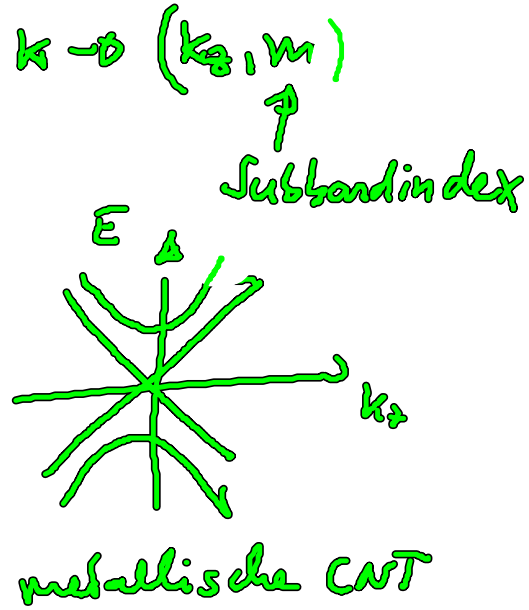 k → (kz, m)
Subbandindex
E
kz
metallische CNT